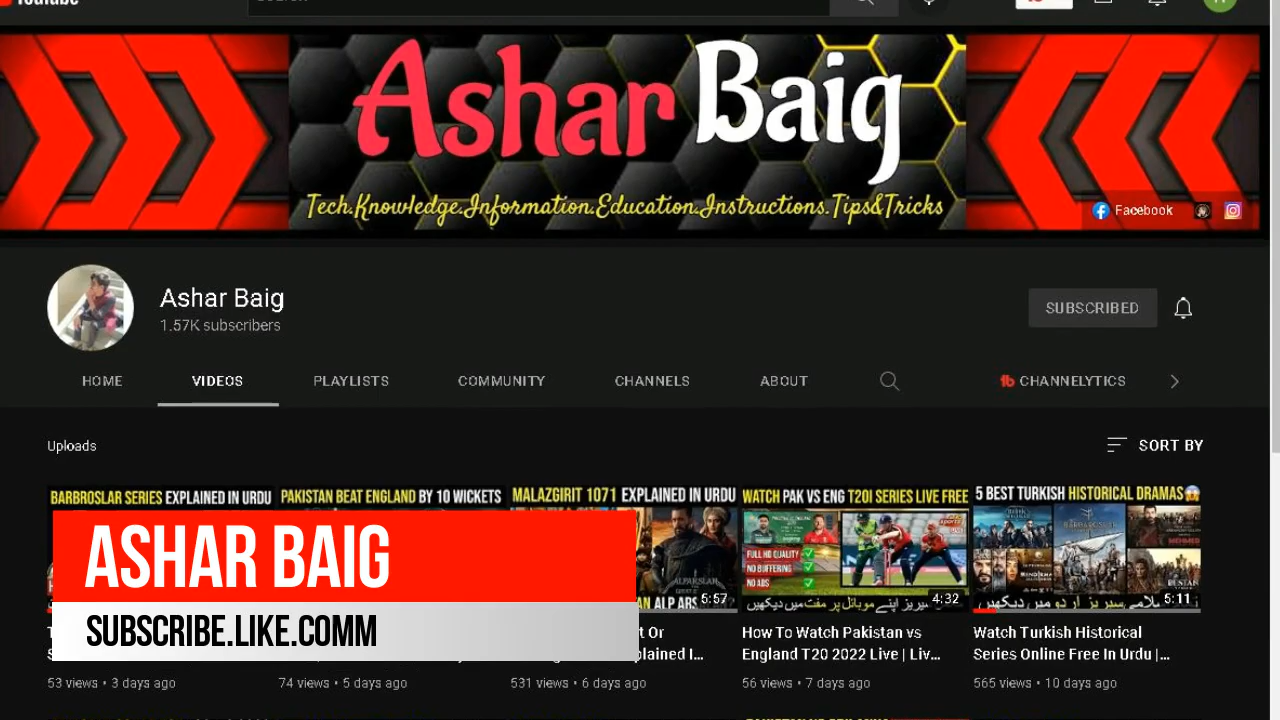 YouTube
Search
Ashar Baig
Tech.Knowledge.Information.Education.Instructions.Tips&Tricks
Facebook
Ashar Baig
1.57K subscribers
SUBSCRIBED
HOME
VIDEOS
PLAYLISTS
COMMUNITY
CHANNELS
ABOUT
CHANNELYTICS
Uploads
SORT BY
BARBROSLAR SERIES EXPLAINED IN URDU
PAKISTAN BEAT ENGLAND BY 10 WICKETS
MALAZGIRIT 1071 EXPLAINED IN URDU
WATCH PAK VS ENG T20I SERIES LIVE FREE
5 BEST TURKISH HISTORICAL DRAMAS
FULL HD QUALITY
NO BUFFERING
NO ADS
ALPARSLAN
5:57
4:32
5:11
ASHAR BAIG
SUBSCRIBE.LIKE.COMM
How To Watch Pakistan vs
England T20 2022 Live | Liv...
Watch Turkish Historical
Series Online Free In Urdu |...
53 views • 3 days ago
74 views • 5 days ago
531 views • 6 days ago
56 views • 7 days ago
565 views • 10 days ago